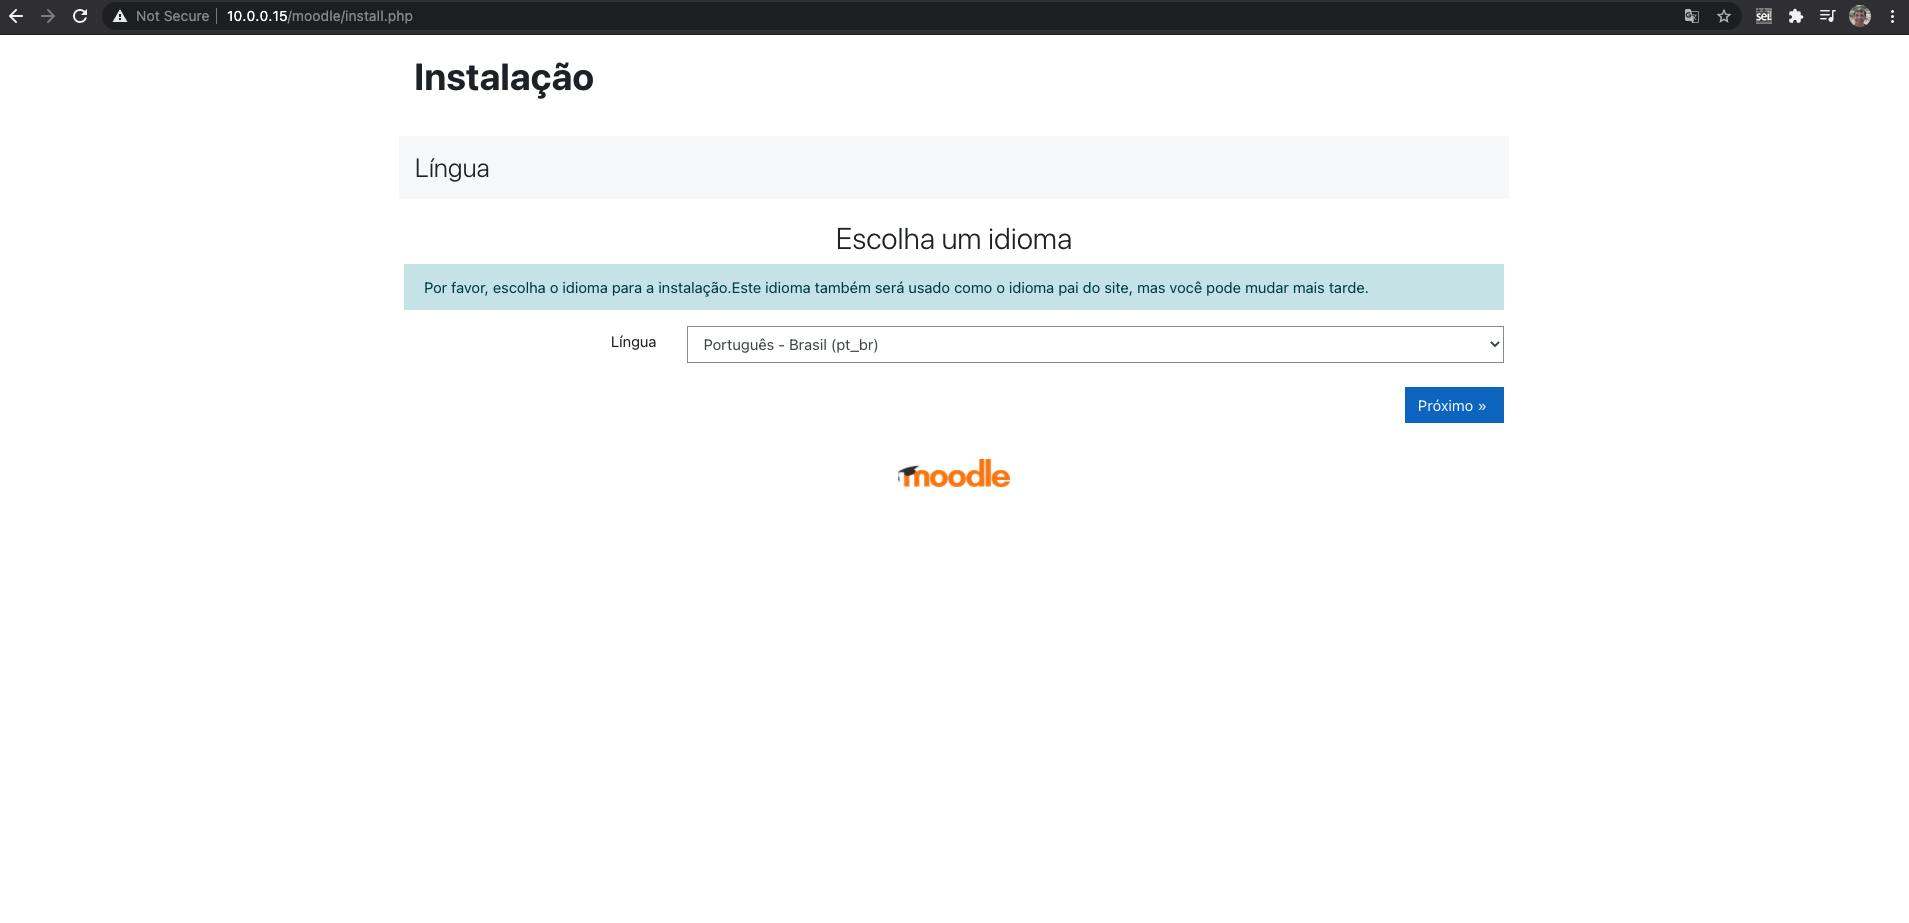 Not Secure 10.0.0.15/moodle/install.php
sei!
Instalação
Língua
Escolha um idioma
Por favor, escolha o idioma para a instalação.Este idioma também será usado como o idioma pai do site, mas você pode mudar mais tarde.
Língua Português - Brasil (pt_br)
Próximo »
moodle